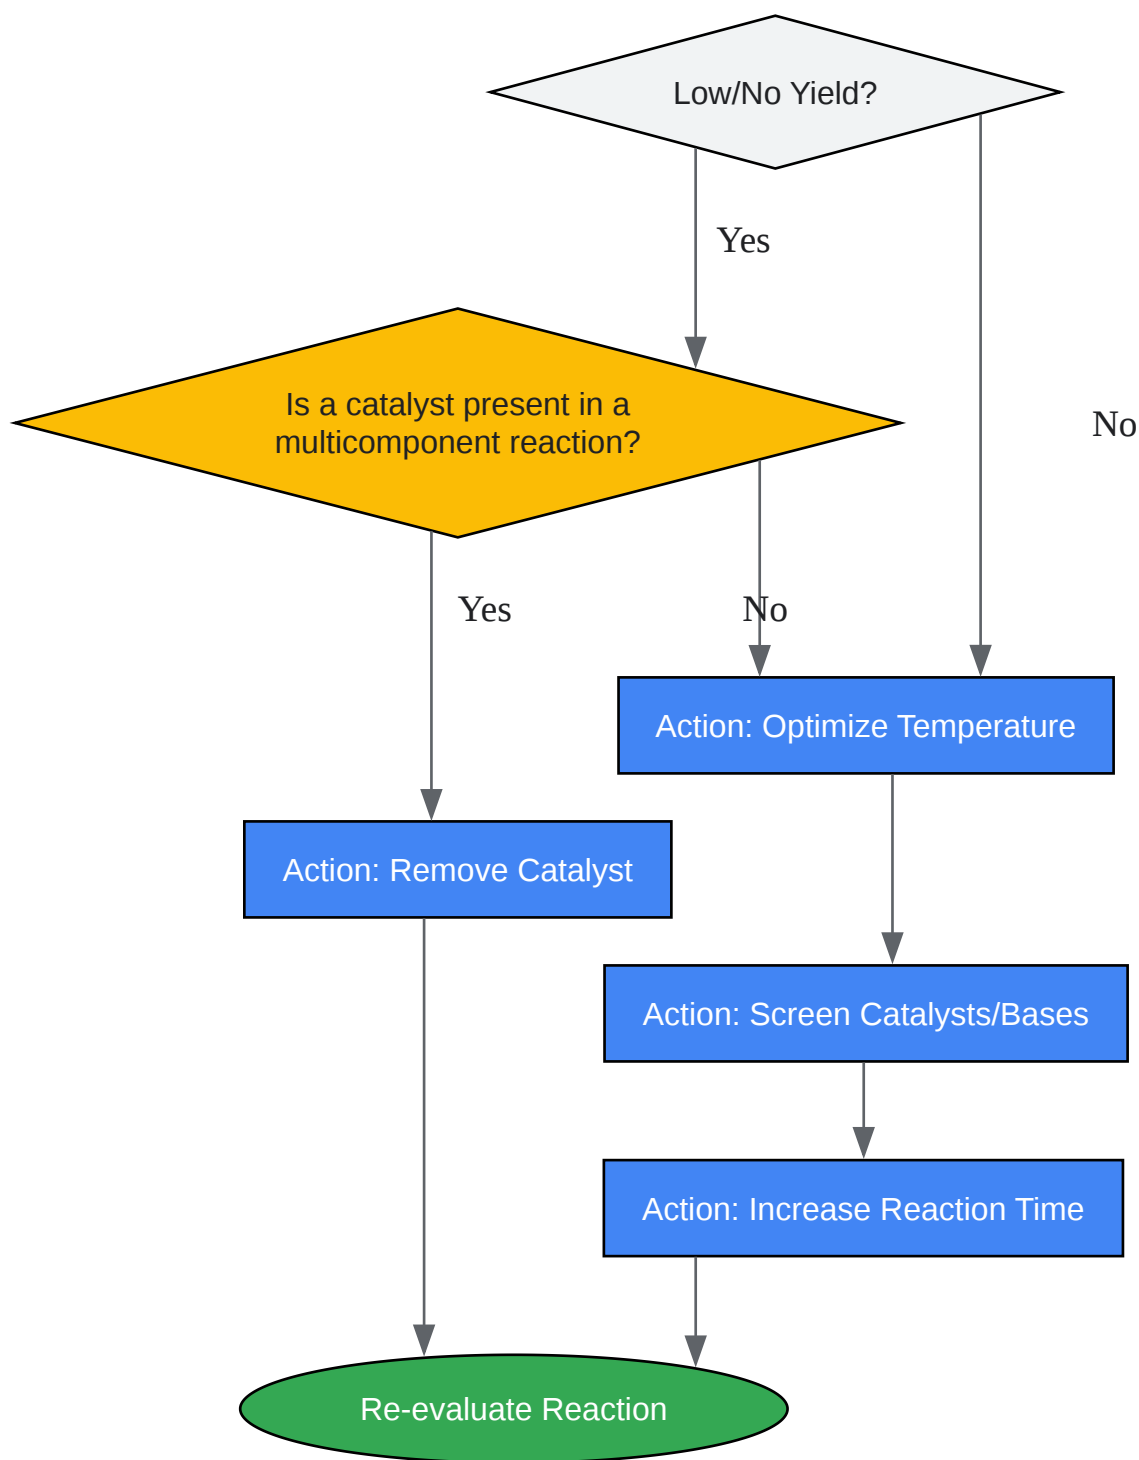 Low/No Yield?
Yes
Is a catalyst present in a
multicomponent reaction?
No
Yes
No
Action: Optimize Temperature
Action: Remove Catalyst
Action: Screen Catalysts/Bases
Action: Increase Reaction Time
Re-evaluate Reaction